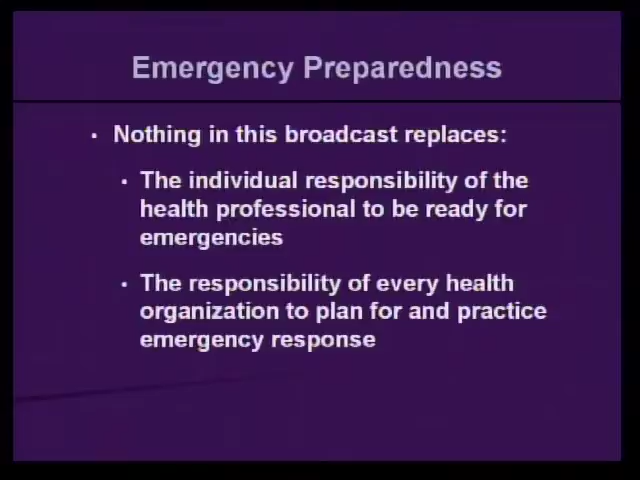 Emergency Preparedness
• Nothing in this broadcast replaces:
• The individual responsibility of the
health professional to be ready for
emergencies
• The responsibility of every health
organization to plan for and practice
emergency response